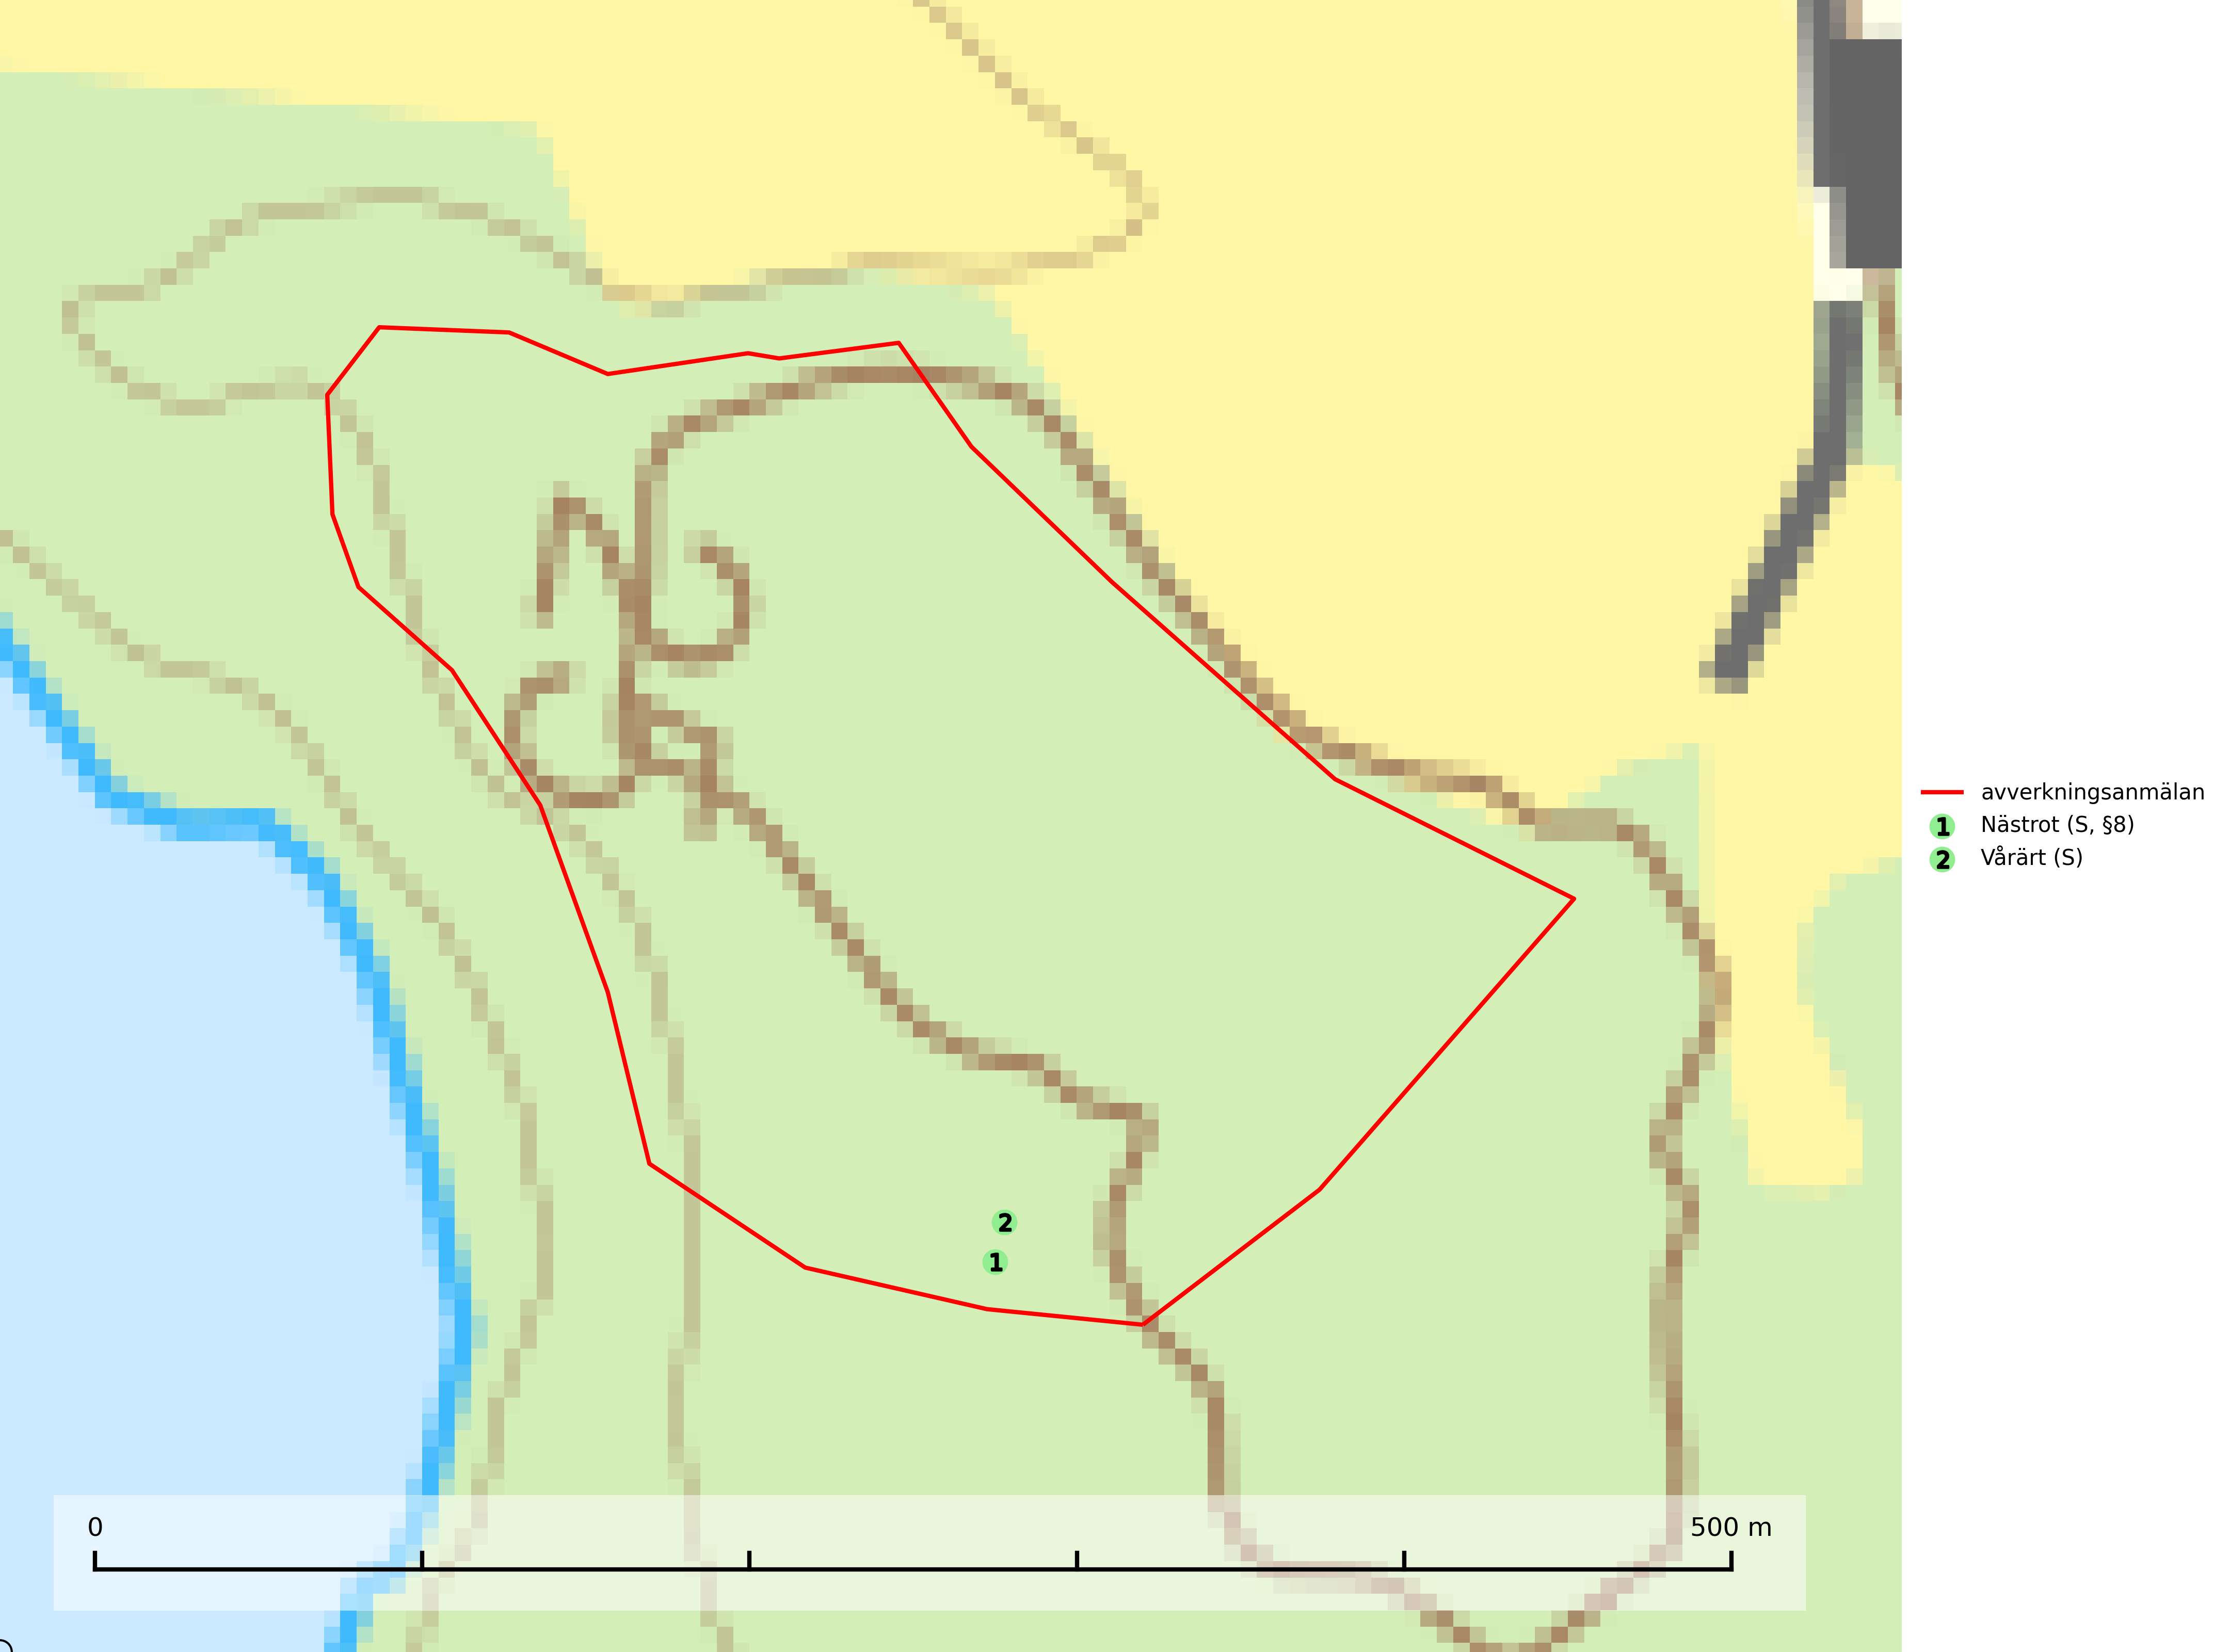 avverkningsanmälan
1 Nästrot (S, §8)
2 Vårärt (S)
2
1
0 500 m